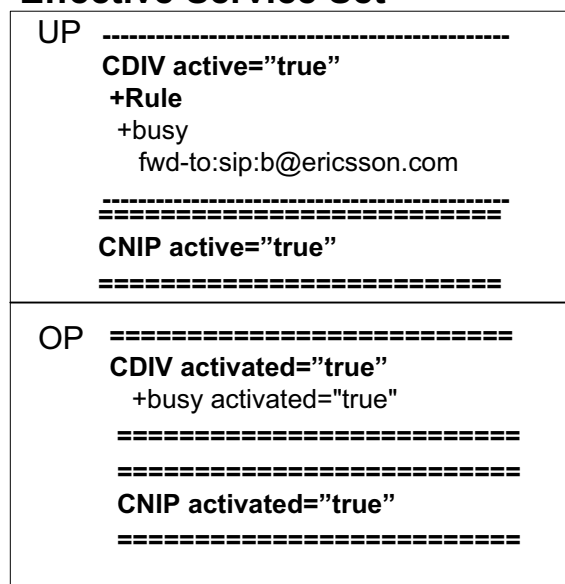 Effective Service Set
UP ----------------------------------------------
CDIV active=”true”
+Rule
+busy
fwd-to:sip:b@ericsson.com
----------------------------------------------
==========================
CNIP active=”true”
==========================
OP ==========================
CDIV activated=”true”
+busy activated="true"
==========================
==========================
CNIP activated=”true”
==========================